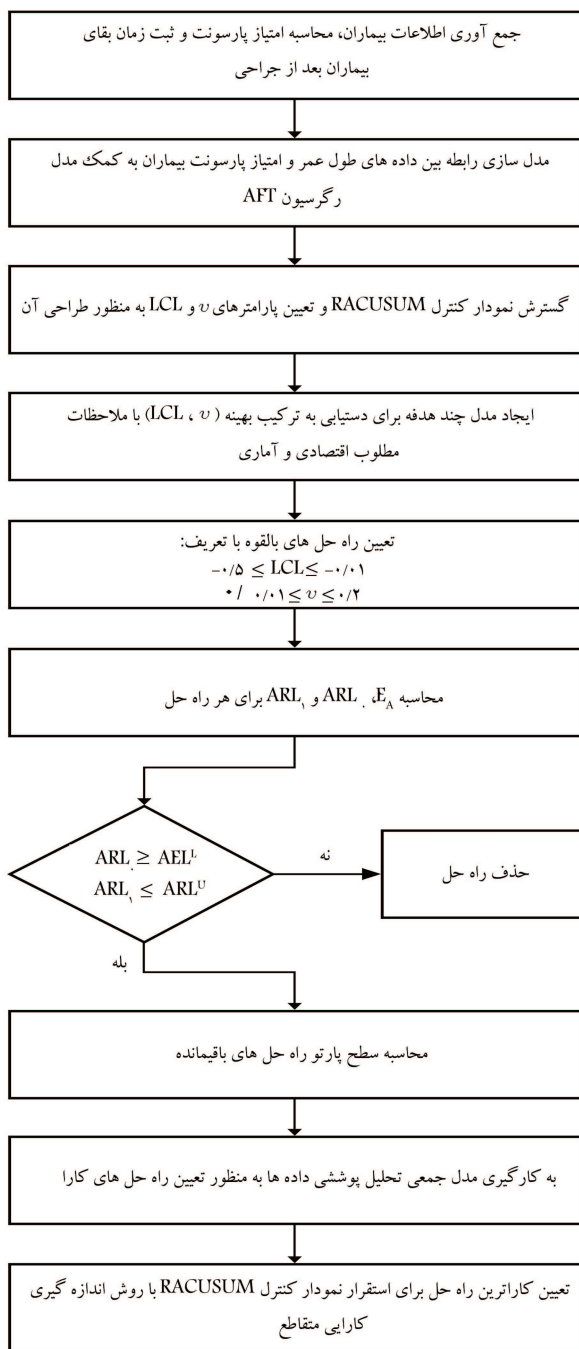 جمع آوری اطلاعات بیماران، محاسبه امتیاز پارسونت و ثبت زمان بقای
بیماران بعد از جراحی
مدل سازی رابطه بین داده های طول عمر و امتیاز پارسونت بیماران به کمک مدل
رگرسیون AFT
گسترش نمودار کنترل RACUSUM و تعیین پارامترهای υ و LCL به منظور طراحی آن
ایجاد مدل چند هدفه برای دستیابی به ترکیب بهینه (LCL ، υ) با ملاحظات
مطلوب اقتصادی و آماری
تعیین راه حل های بالقوه با تعریف:
−۰/۵ ≤ LCL ≤ −۰/۰۱
۰/ ۰/۰۱ ≤ υ ≤ ۰/۲
محاسبه E_A، ARL۰ و ARL۱ برای هر راه حل
ARL۰ ≥ AEL^L
ARL۱ ≤ ARL^U
نه
حذف راه حل
بله
محاسبه سطح پارتو راه حل های باقیمانده
به کارگیری مدل جمعی تحلیل پوششی داده ها به منظور تعیین راه حل های کارا
تعیین کاراترین راه حل برای استقرار نمودار کنترل RACUSUM با روش اندازه گیری
کارایی متقاطع